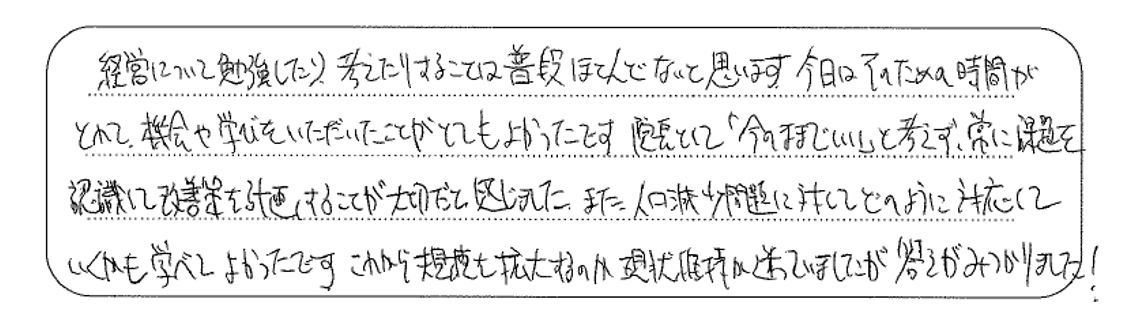 経営について勉強したり、考えたりすることは普段ほとんどないと思います。今日はそのための時間が
とれて、機会や学びをいただいたことがとてもよかったです。院長として「今のままでいい」と考えず、常に課題を
認識して改善策を計画することが大切だと感じました。また、人口減少問題に対してどのように対応して
いくかも学べてよかったです。これから規模を拡大するのか現状維持か迷っていましたが答えがみつかりました!